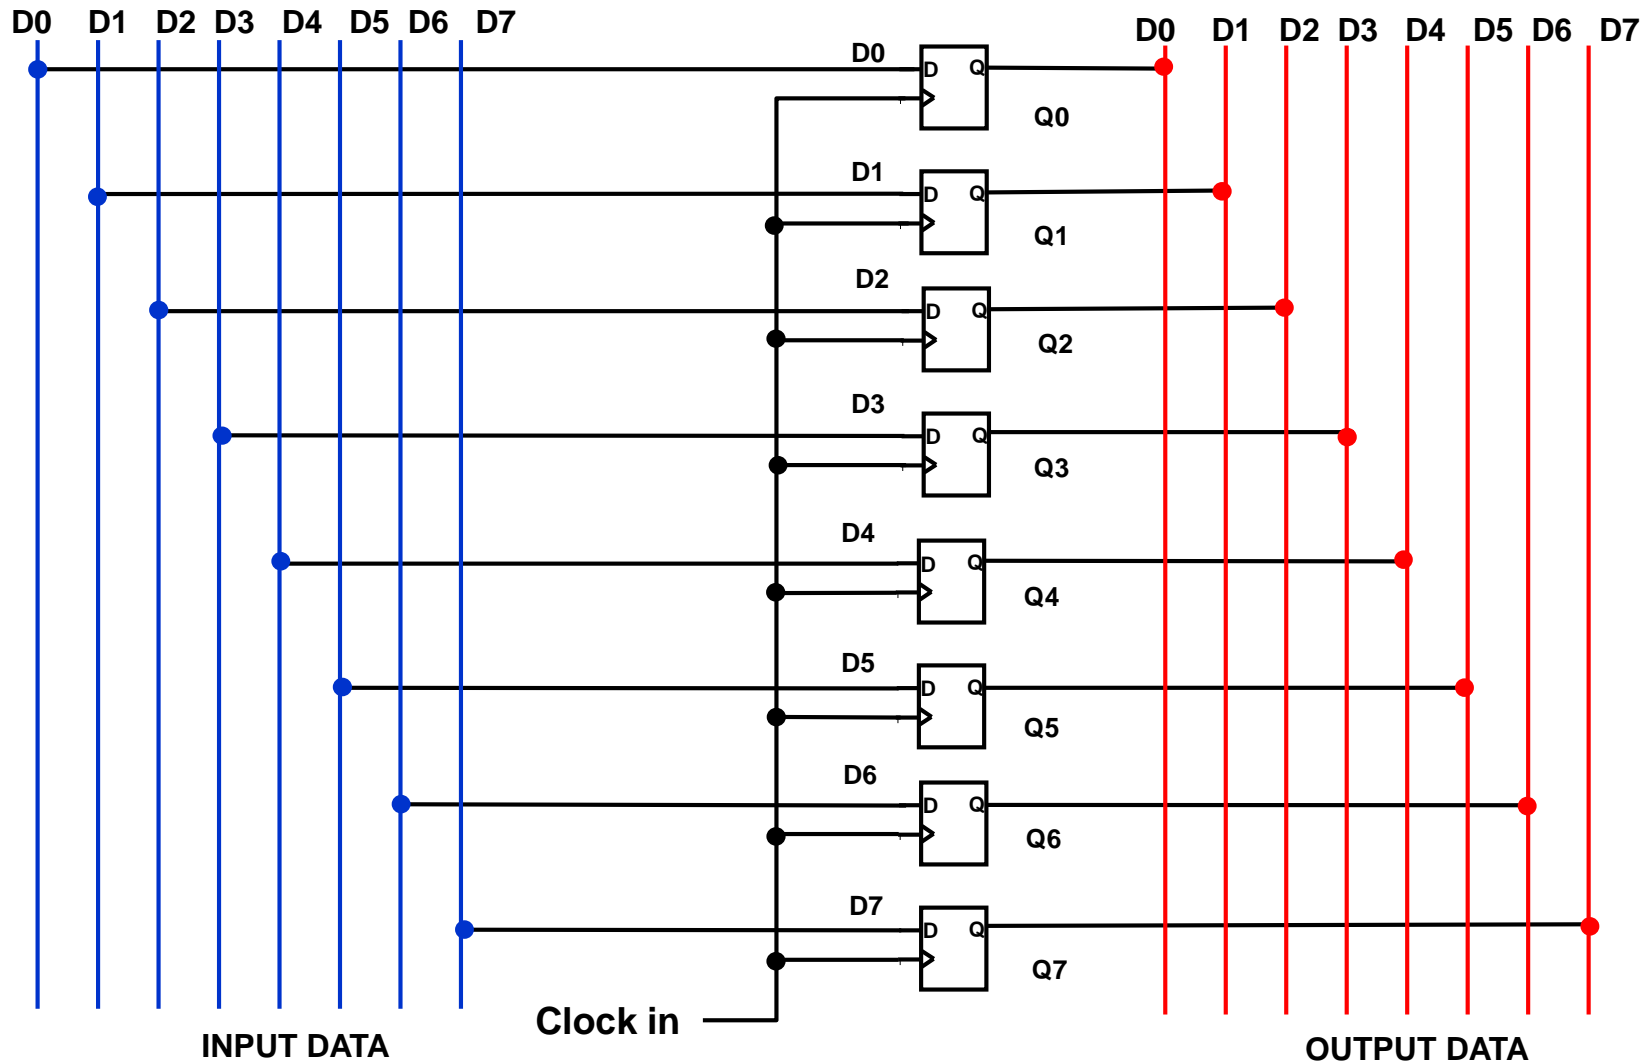 D0 D1 D2 D3 D4 D5 D6 D7
D0 D1 D2 D3 D4 D5 D6 D7
D0
D Q
Q0
D1
D Q
Q1
D2
D Q
Q2
D3
D Q
Q3
D4
D Q
Q4
D5
D Q
Q5
D6
D Q
Q6
D7
D Q
Q7
Clock in
INPUT DATA
OUTPUT DATA